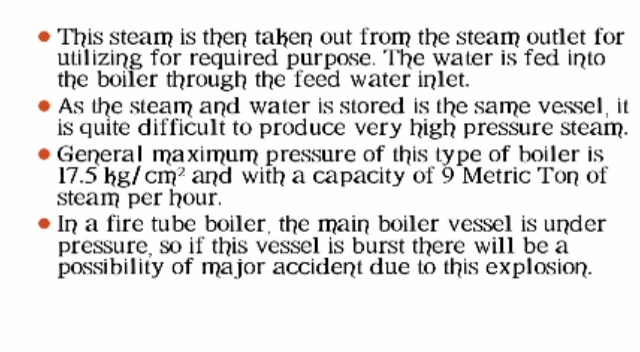 • This steam is then taken out from the steam outlet for
utilizing for required purpose. The water is fed into
the boiler through the feed water inlet.
• As the steam and water is stored is the same vessel, it
is quite difficult to produce very high pressure steam.
• General maximum pressure of this type of boiler is
17.5 kg/cm² and with a capacity of 9 Metric Ton of
steam per hour.
• In a fire tube boiler, the main boiler vessel is under
pressure, so if this vessel is burst there will be a
possibility of major accident due to this explosion.